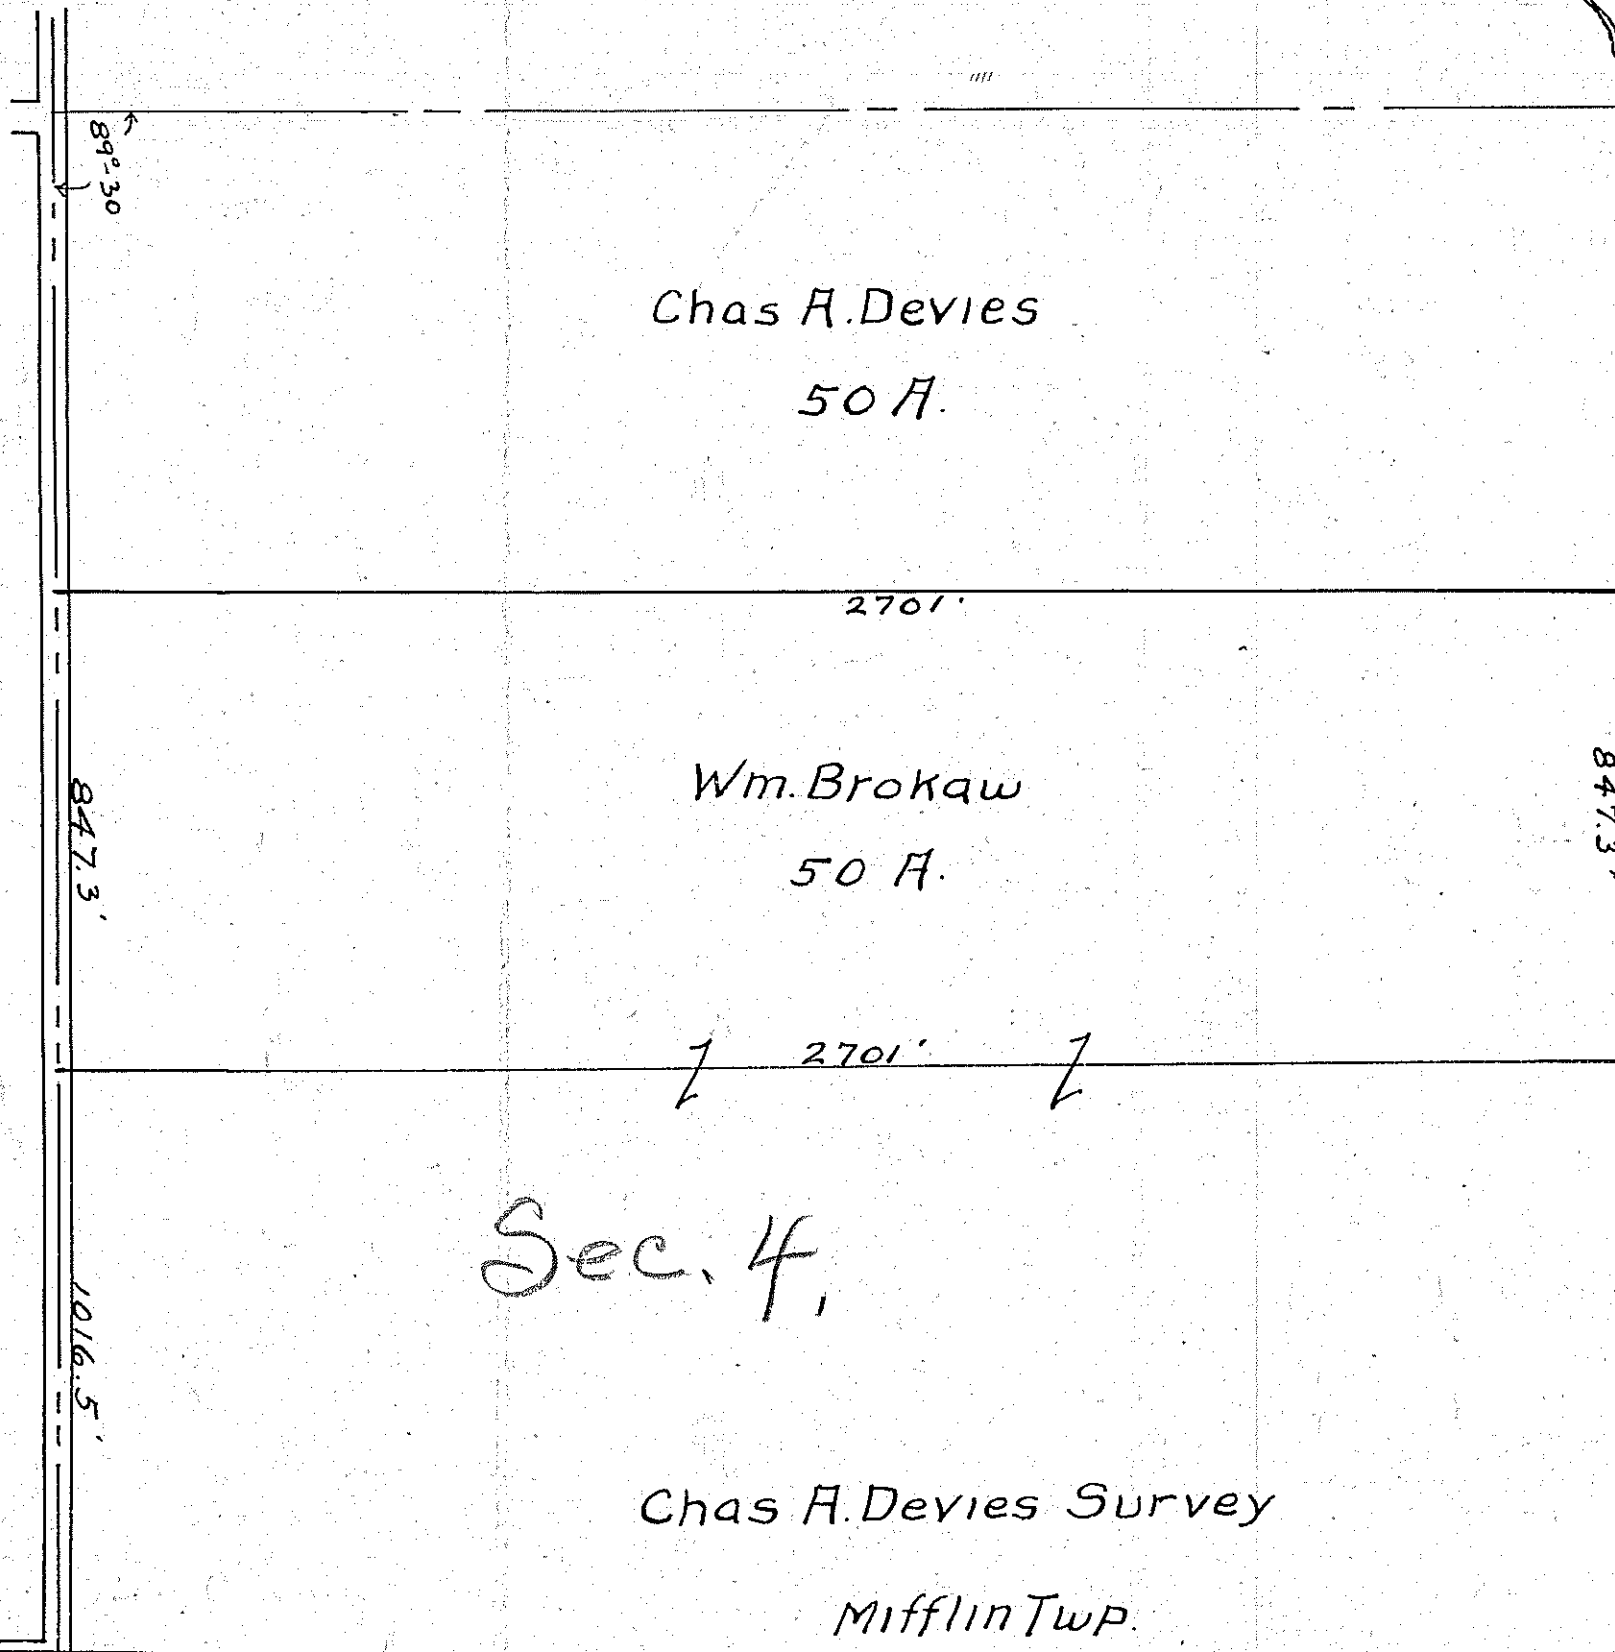 89°-30
Chas A. Devies
50 A.
2701'
847.3'
Wm. Brokaw
50 A.
847.3'
2701'
Sec. 4,
1016.5'
Chas A. Devies Survey
Mifflin Twp.